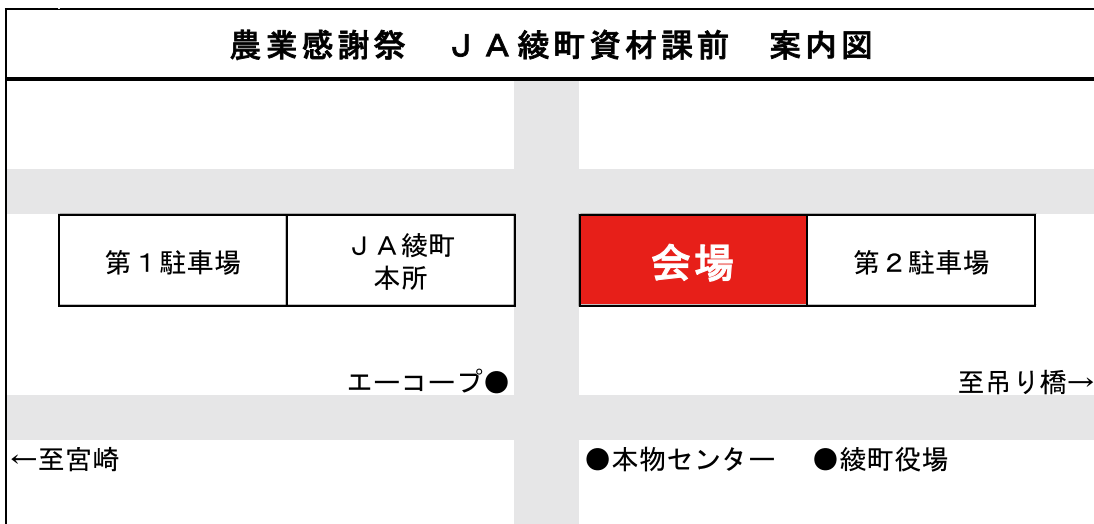 農業感謝祭　ＪＡ綾町資材課前　案内図
第１駐車場
ＪＡ綾町
本所
会場
第２駐車場
エーコープ●
至吊り橋→
←至宮崎
●本物センター
●綾町役場